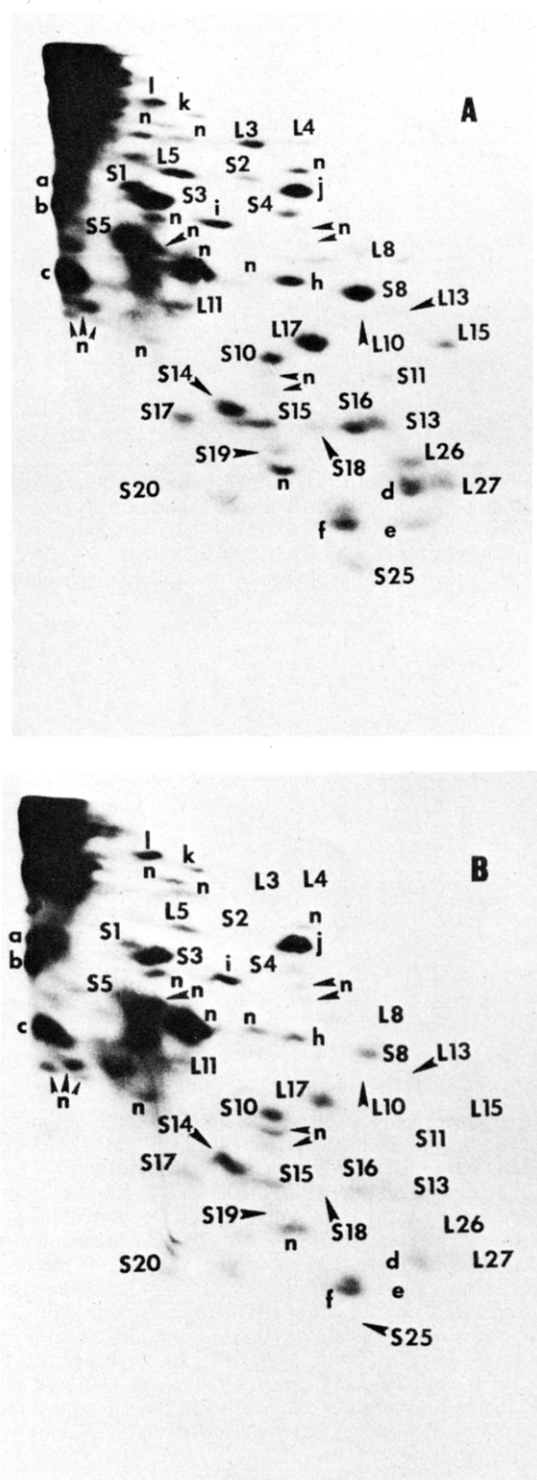 l k A
n n L3 L4
L5 n
S1 S2
a S3 j
b S4
S5 n i
n n
n L8
c n h S8
L11 L13
L17 L10 L15
n n S10
n S11
S14
S17 S15 S16 S13
S19 S18 L26
n d L27
S20
f e
S25
l k B
n n L3 L4
L5 S2 n
a S1 j
b S3 S4
S5 n i
n n
L8
c n n h
S8 L13
L11
n L17 L10 L15
n S10
S14 n S11
S17 S15 S16 S13
S19 S18 L26
n
S20 d L27
f e
S25